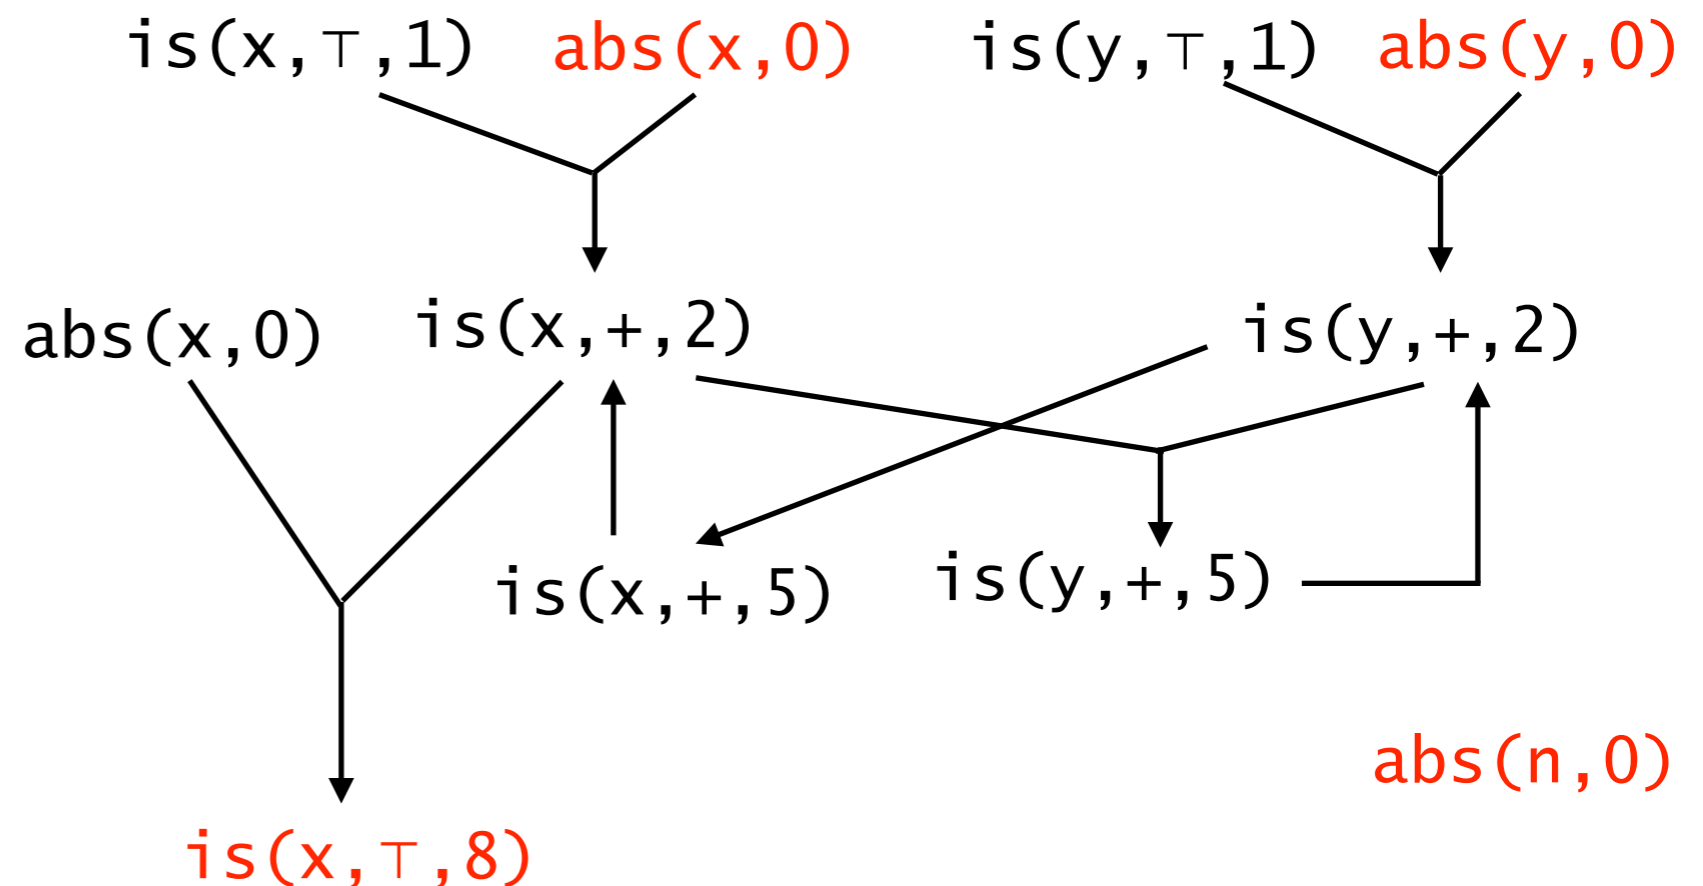 is(x,⊤,1) abs(x,0) is(y,⊤,1) abs(y,0)
abs(x,0) is(x,+,2) is(y,+,2)
is(x,+,5) is(y,+,5)
abs(n,0)
is(x,⊤,8)